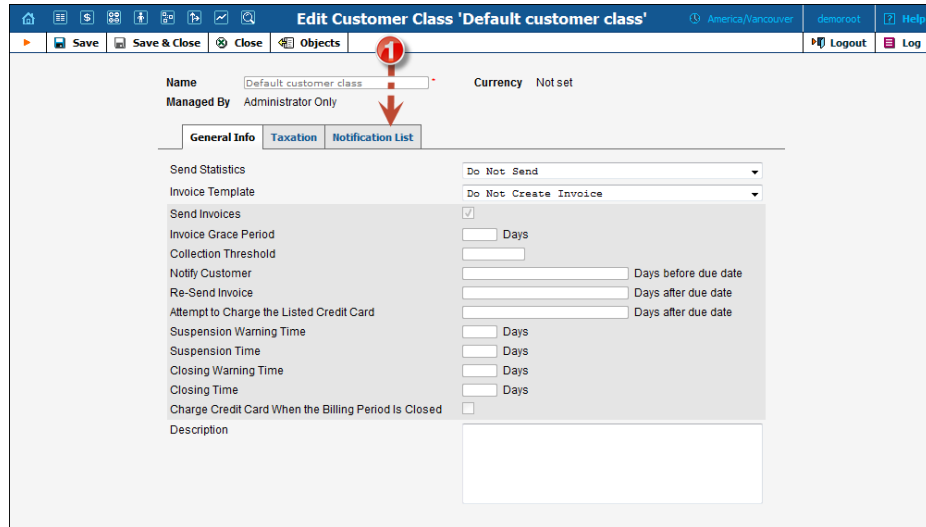 Edit Customer Class 'Default customer class'
America/Vancouver
demoroot
? Help
Save
Save & Close
Close
Objects
Logout
Log
1
Name Default customer class * Currency Not set
Managed By Administrator Only
General Info Taxation Notification List
Send Statistics Do Not Send
Invoice Template Do Not Create Invoice
Send Invoices
Invoice Grace Period Days
Collection Threshold
Notify Customer Days before due date
Re-Send Invoice Days after due date
Attempt to Charge the Listed Credit Card Days after due date
Suspension Warning Time Days
Suspension Time Days
Closing Warning Time Days
Closing Time Days
Charge Credit Card When the Billing Period Is Closed
Description